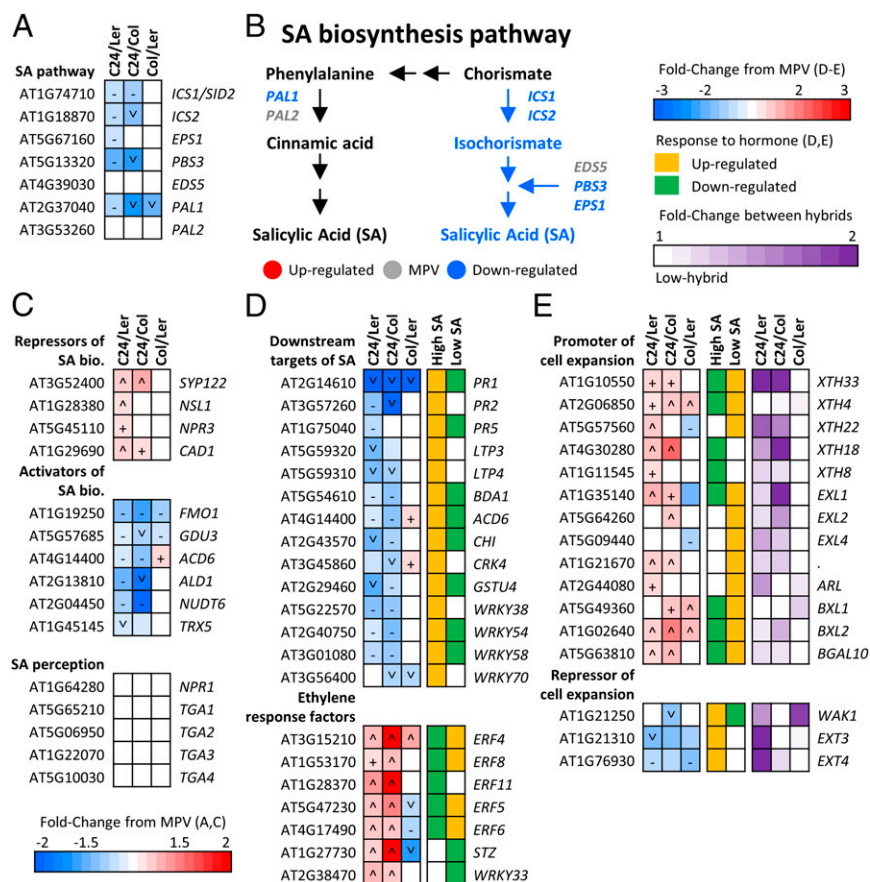 A
C24/Ler
C24/Col
Col/Ler
SA pathway
AT1G74710 - - ICS1/SID2
AT1G18870 - ˅ ICS2
AT5G67160 - EPS1
AT5G13320 - ˅ PBS3
AT4G39030 EDS5
AT2G37040 - ˅ ˅ PAL1
AT3G53260 PAL2
B SA biosynthesis pathway
Phenylalanine Chorismate
PAL1 ICS1
PAL2 ICS2
Cinnamic acid Isochorismate
EDS5
PBS3
EPS1
Salicylic Acid (SA) Salicylic Acid (SA)
Up-regulated MPV Down-regulated
Fold-Change from MPV (D-E)
-3 -2 2 3
Response to hormone (D,E)
Up-regulated
Down-regulated
Fold-Change between hybrids
1 2
Low-hybrid
C
C24/Ler
C24/Col
Col/Ler
Repressors of
SA bio.
AT3G52400 ^ ^ SYP122
AT1G28380 ^ NSL1
AT5G45110 + NPR3
AT1G29690 ^ + CAD1
Activators of
SA bio.
AT1G19250 - - - FMO1
AT5G57685 - ˅ - GDU3
AT4G14400 - - + ACD6
AT2G13810 - ˅ ALD1
AT2G04450 - - NUDT6
AT1G45145 ˅ TRX5
SA perception
AT1G64280 NPR1
AT5G65210 TGA1
AT5G06950 TGA2
AT1G22070 TGA3
AT5G10030 TGA4
Fold-Change from MPV (A,C)
-2 -1.5 1.5 2
D
C24/Ler
C24/Col
Col/Ler
High SA
Low SA
Downstream
targets of SA
AT2G14610 ˅ ˅ ˅ PR1
AT3G57260 - ˅ PR2
AT1G75040 - PR5
AT5G59320 ˅ LTP3
AT5G59310 ˅ ˅ LTP4
AT5G54610 - - BDA1
AT4G14400 - - + ACD6
AT2G43570 ˅ - CHI
AT3G45860 ˅ + CRK4
AT2G29460 ˅ - GSTU4
AT5G22570 - - WRKY38
AT2G40750 - - WRKY54
AT3G01080 - - WRKY58
AT3G56400 ˅ ˅ WRKY70
Ethylene
response factors
AT3G15210 ^ ^ ^ ERF4
AT1G53170 + ^ ERF8
AT1G28370 ^ ^ ERF11
AT5G47230 ^ ^ ˅ ERF5
AT4G17490 ^ ^ - ERF6
AT1G27730 ^ ^ ˅ STZ
AT2G38470 ^ ^ WRKY33
E
C24/Ler
C24/Col
Col/Ler
High SA
Low SA
C24/Ler
C24/Col
Col/Ler
Promoter of
cell expansion
AT1G10550 + + XTH33
AT2G06850 + ^ ^ XTH4
AT5G57560 ^ - XTH22
AT4G30280 ^ ^ XTH18
AT1G11545 + XTH8
AT1G35140 ^ + EXL1
AT5G64260 ^ EXL2
AT5G09440 - EXL4
AT1G21670 ^ ^ .
AT2G44080 + ARL
AT5G49360 + ^ BXL1
AT1G02640 ^ ^ ^ BXL2
AT5G63810 ^ ^ BGAL10
Repressor of
cell expansion
AT1G21250 ˅ WAK1
AT1G21310 ˅ - EXT3
AT1G76930 - - - EXT4